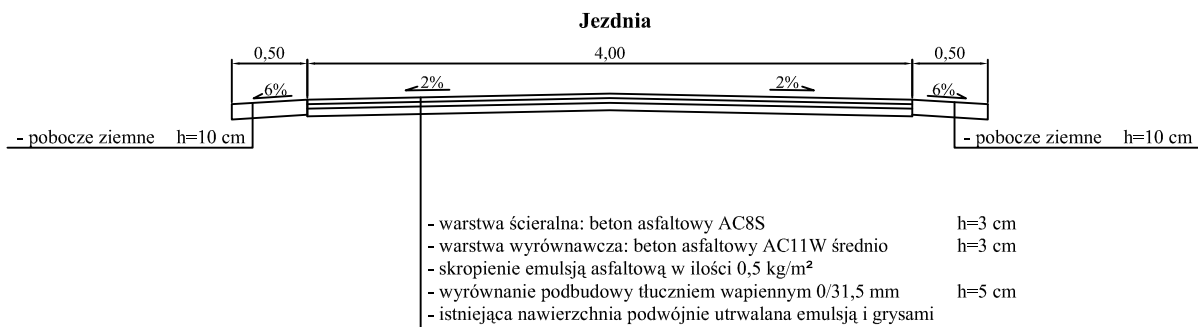 Jezdnia
0,50 4,00 0,50
6% 2% 2% 6%
- pobocze ziemne h=10 cm - pobocze ziemne h=10 cm
- warstwa ścieralna: beton asfaltowy AC8S h=3 cm
- warstwa wyrównawcza: beton asfaltowy AC11W średnio h=3 cm
- skropienie emulsją asfaltową w ilości 0,5 kg/m²
- wyrównanie podbudowy tłuczniem wapiennym 0/31,5 mm h=5 cm
- istniejąca nawierzchnia podwójnie utrwalana emulsją i grysami